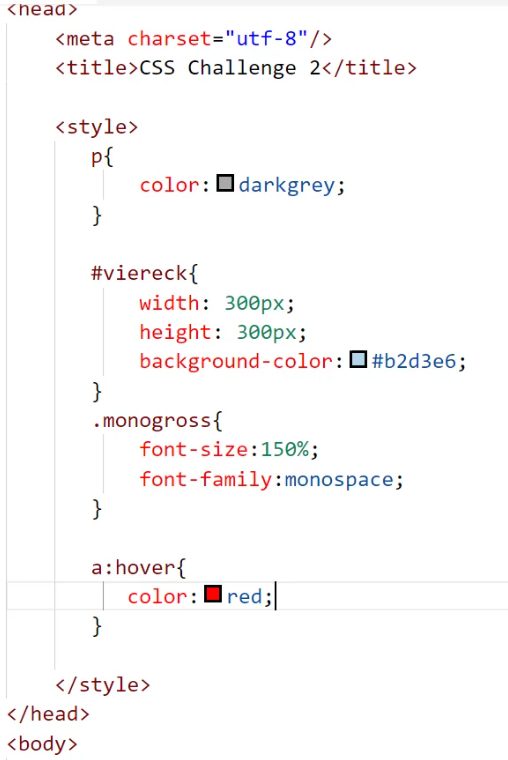 <head>
<meta charset="utf-8"/>
<title>CSS Challenge 2</title>
<style>
p{
color: darkgrey;
}
#viereck{
width: 300px;
height: 300px;
background-color: #b2d3e6;
}
.monogross{
font-size:150%;
font-family:monospace;
}
a:hover{
color: red;
}
</style>
</head>
<body>